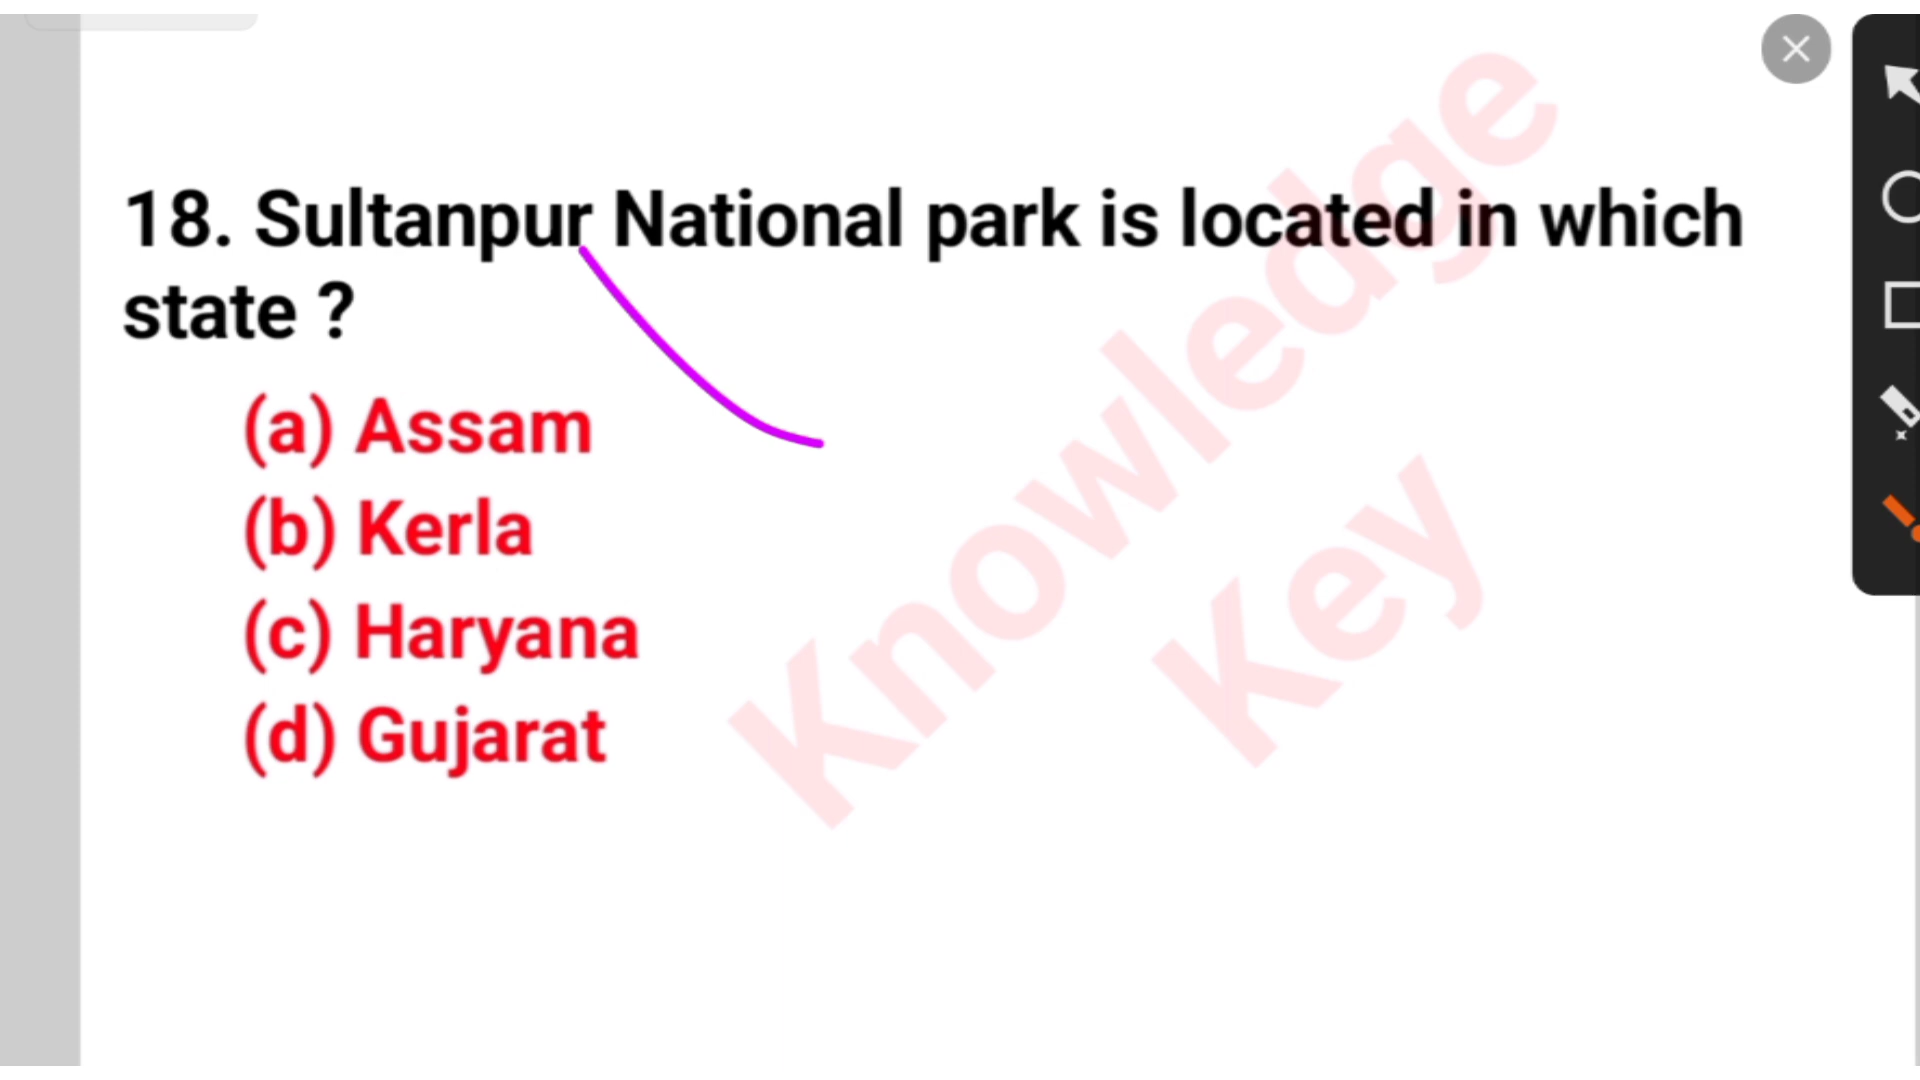 18. Sultanpur National park is located in which
state ?
(a) Assam
(b) Kerla
(c) Haryana
(d) Gujarat
Knowledge
Key